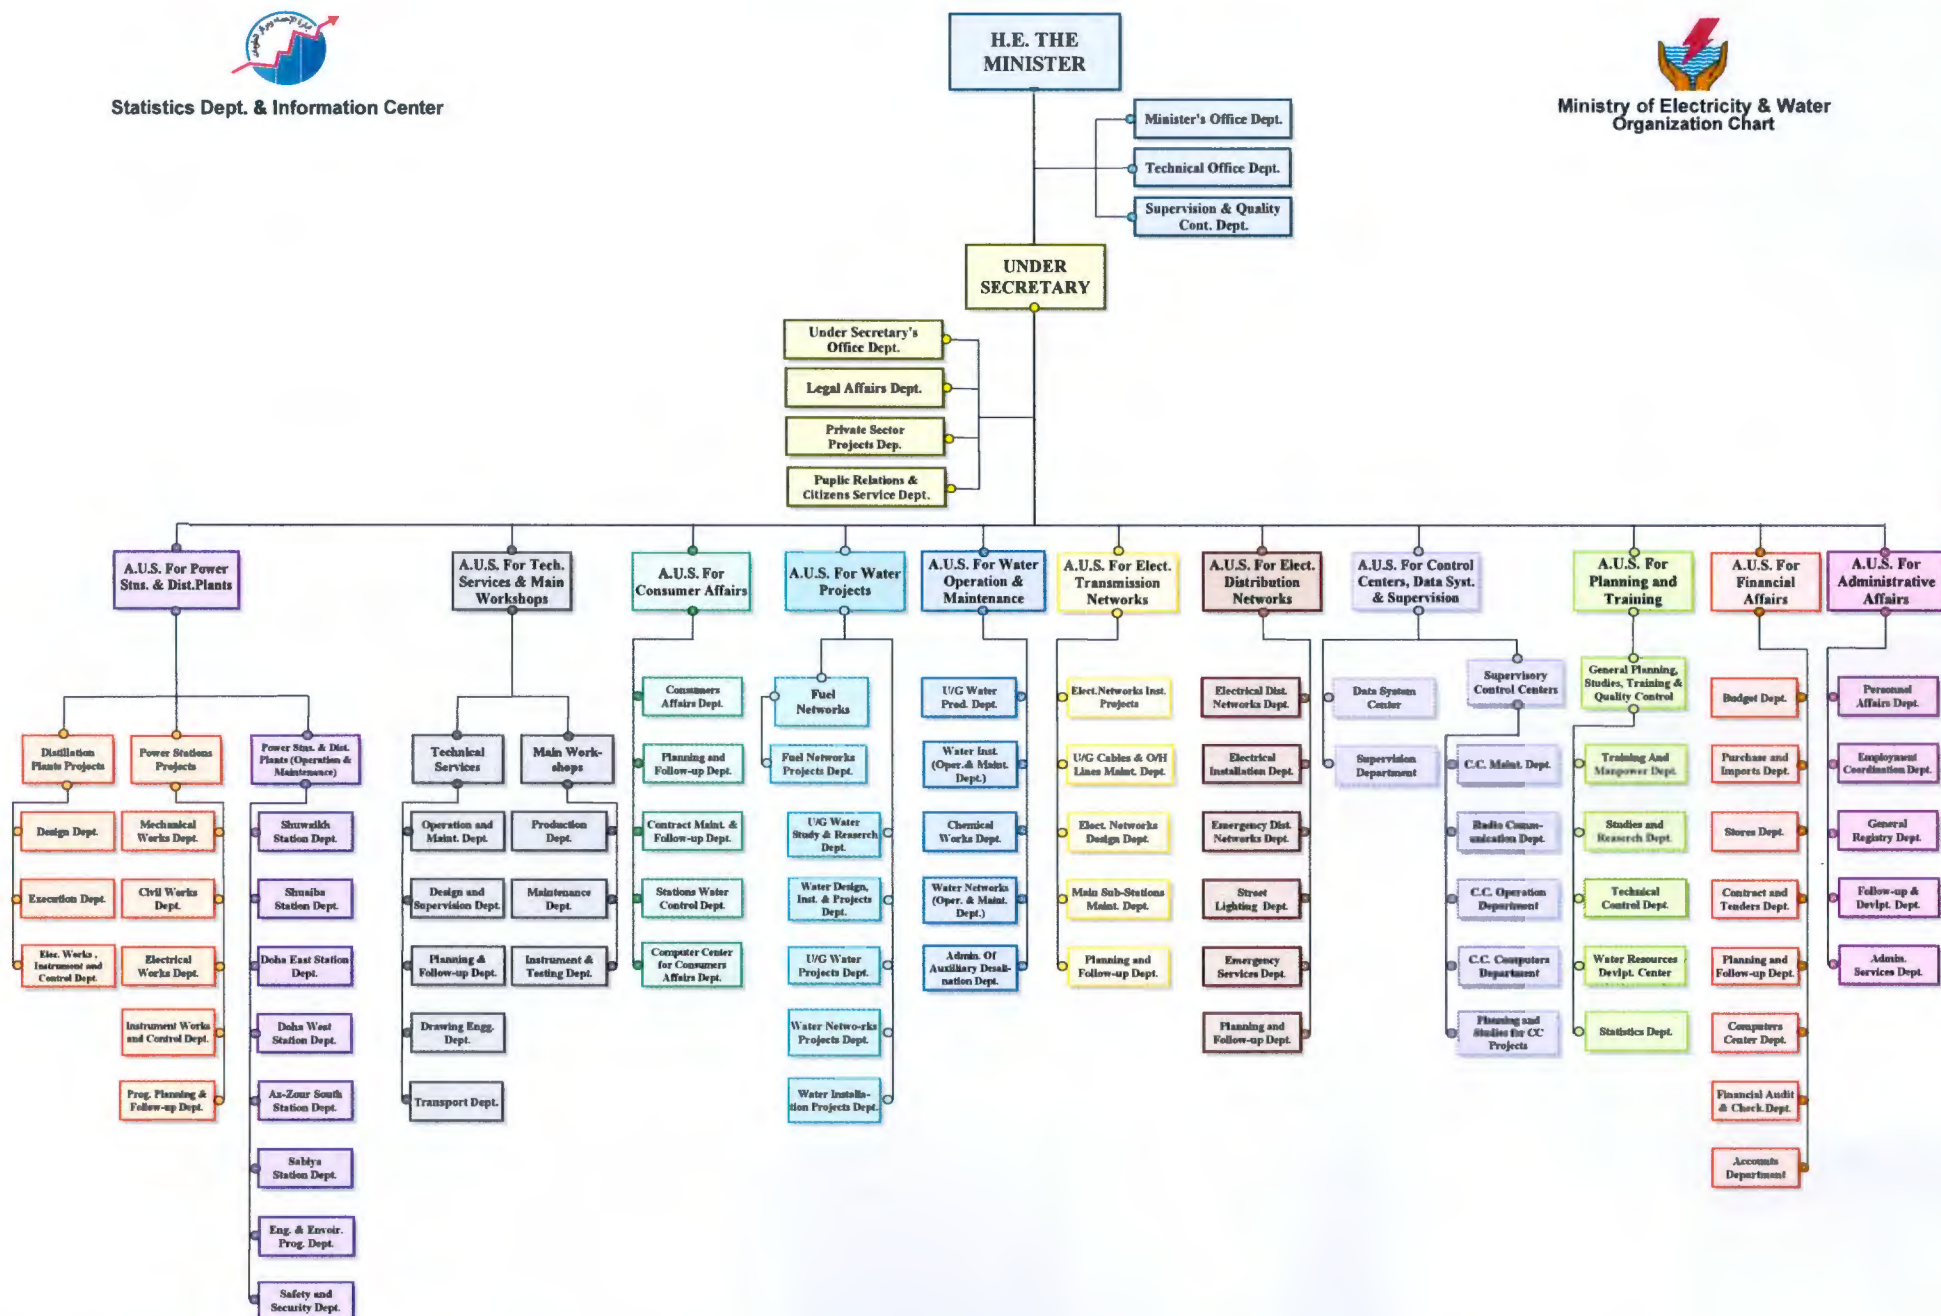 Statistics Dept. & Information Center
H.E. THE
MINISTER
Ministry of Electricity & Water
Organization Chart
Minister's Office Dept.
Technical Office Dept.
Supervision & Quality
Cont. Dept.
UNDER
SECRETARY
Under Secretary's
Office Dept.
Legal Affairs Dept.
Private Sector
Projects Dep.
Puplic Relations &
Citizens Service Dept.
A.U.S. For Power
Stns. & Dist.Plants
Distillation
Plants Projects
Design Dept.
Execution Dept.
Elec. Works ,
Instrument and
Control Dept.
Power Stations
Projects
Mechanical
Works Dept.
Civil Works
Dept.
Electrical
Works Dept.
Instrument Works
and Control Dept.
Prog. Planning &
Follow-up Dept.
Power Stns. & Dist.
Plants (Operation &
Maintenance)
Shuwaikh
Station Dept.
Shuaiba
Station Dept.
Doha East Station
Dept.
Doha West
Station Dept.
Az-Zour South
Station Dept.
Sabiya
Station Dept.
Eng. & Envoir.
Prog. Dept.
Safety and
Security Dept.
A.U.S. For Tech.
Services & Main
Workshops
Technical
Services
Operation and
Maint. Dept.
Design and
Supervision Dept.
Planning &
Follow-up Dept.
Drawing Engg.
Dept.
Transport Dept.
Main Work-
shops
Production
Dept.
Maintenance
Dept.
Instrument &
Testing Dept.
A.U.S. For
Consumer Affairs
Consumers
Affairs Dept.
Planning and
Follow-up Dept.
Contract Maint. &
Follow-up Dept.
Stations Water
Control Dept.
Computer Center
for Consumers
Affairs Dept.
A.U.S. For Water
Projects
Fuel
Networks
Fuel Networks
Projects Dept.
U/G Water
Study & Reaserch
Dept.
Water Design,
Inst. & Projects
Dept.
U/G Water
Projects Dept.
Water Netwo-rks
Projects Dept.
Water Installa-
tion Projects Dept.
A.U.S. For Water
Operation &
Maintenance
U/G Water
Prod. Dept.
Water Inst.
(Oper.& Maint.
Dept.)
Chemical
Works Dept.
Water Networks
(Oper. & Maint.
Dept.)
Admin. Of
Auxilliary Desali-
nation Dept.
A.U.S. For Elect.
Transmission
Networks
Elect.Networks Inst.
Projects
U/G Cables & O/H
Lines Maint. Dept.
Elect. Networks
Design Dept.
Main Sub-Stations
Maint. Dept.
Planning and
Follow-up Dept.
A.U.S. For Elect.
Distribution
Networks
Electrical Dist.
Networks Dept.
Electrical
Installation Dept.
Emergency Dist.
Networks Dept.
Street
Lighting Dept.
Emergency
Services Dept.
Planning and
Follow-up Dept.
A.U.S. For Control
Centers, Data Syst.
& Supervision
Data System
Center
Supervision
Department
Supervisory
Control Centers
C.C. Maint. Dept.
Radio Comm-
unication Dept.
C.C. Operation
Department
C.C. Computers
Department
Planning and
Studies for CC
Projects
A.U.S. For
Planning and
Training
General Planning,
Studies, Training &
Quality Control
Training And
Manpower Dept.
Studies and
Reaserch Dept.
Technical
Control Dept.
Water Resources
Devlpt. Center
Statistics Dept.
A.U.S. For
Financial
Affairs
Budget Dept.
Purchase and
Imports Dept.
Stores Dept.
Contract and
Tenders Dept.
Planning and
Follow-up Dept.
Computers
Center Dept.
Financial Audit
& Check.Dept.
Accounts
Department
A.U.S. For
Administrative
Affairs
Personnel
Affairs Dept.
Employment
Coordination Dept.
General
Registry Dept.
Follow-up &
Devlpt. Dept.
Admin.
Services Dept.